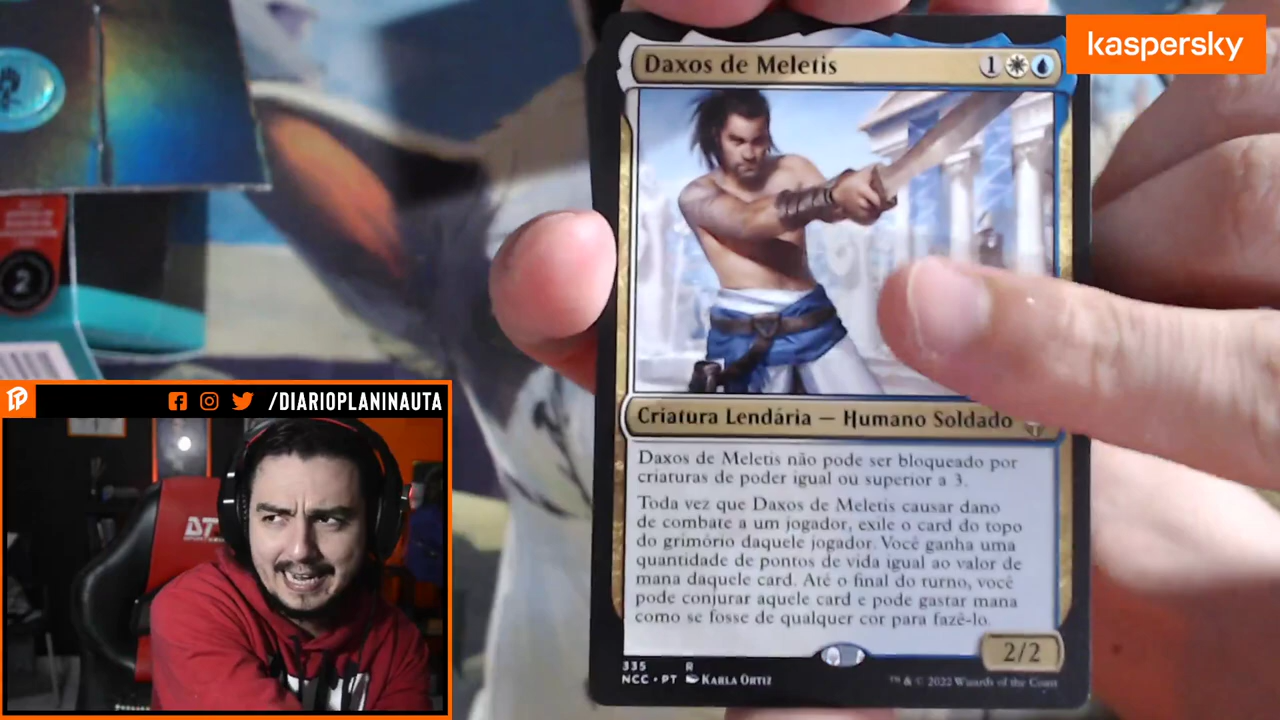 kaspersky
Daxos de Meletis 1
Criatura Lendária — Humano Soldado
Daxos de Meletis não pode ser bloqueado por
criaturas de poder igual ou superior a 3.
Toda vez que Daxos de Meletis causar dano
de combate a um jogador, exile o card do topo
do grimório daquele jogador. Você ganha uma
quantidade de pontos de vida igual ao valor de
mana daquele card. Até o final do turno, você
pode conjurar aquele card e pode gastar mana
como se fosse de qualquer cor para fazê-lo.
2/2
335 R
NCC • PT Karla Ortiz
™ & © 2022 Wizards of the Coast
2
/DIARIOPLANINAUTA